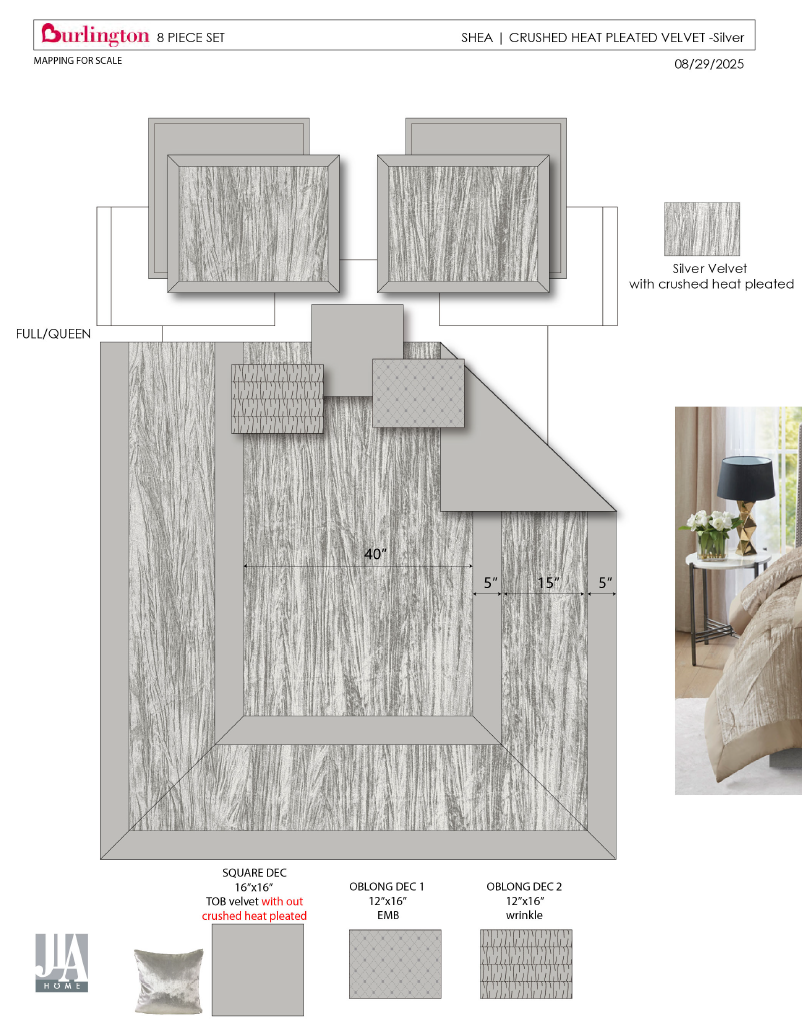 Burlington 8 PIECE SET
SHEA | CRUSHED HEAT PLEATED VELVET -Silver
MAPPING FOR SCALE
08/29/2025
Silver Velvet
with crushed heat pleated
FULL/QUEEN
40"
5" 15" 5"
SQUARE DEC
16"x16"
TOB velvet with out
crushed heat pleated
OBLONG DEC 1
12"x16"
EMB
OBLONG DEC 2
12"x16"
wrinkle
JLA
HOME